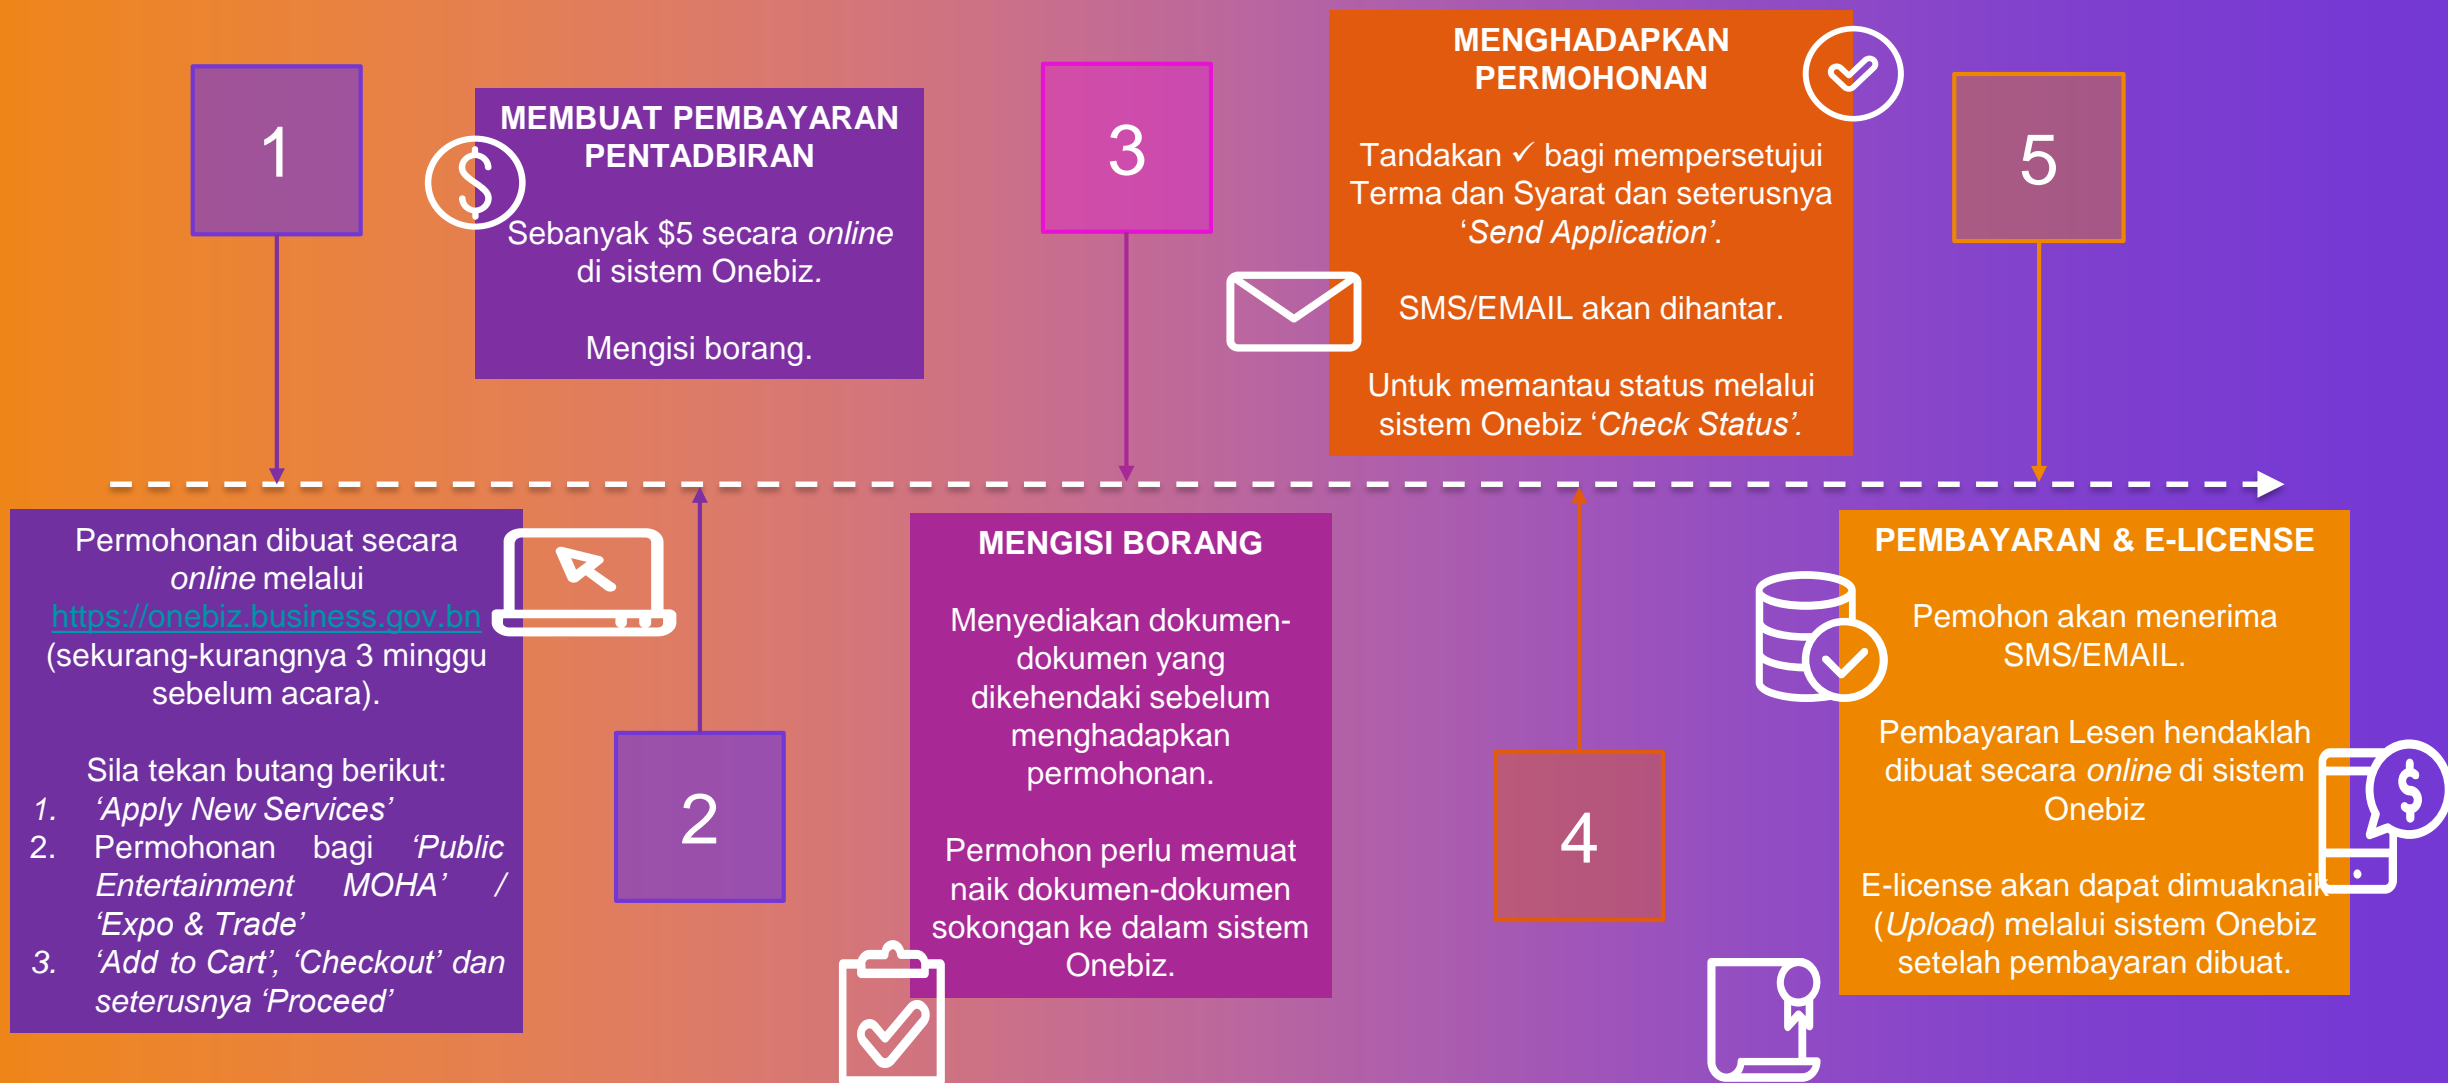 1
Permohonan dibuat secara
online melalui
https://onebiz.business.gov.bn
(sekurang-kurangnya 3 minggu
sebelum acara).
Sila tekan butang berikut:
1. ‘Apply New Services’
2. Permohonan bagi ‘Public
Entertainment MOHA’ /
‘Expo & Trade’
3. ‘Add to Cart’, ‘Checkout’ dan
seterusnya ‘Proceed’
2
MEMBUAT PEMBAYARAN
PENTADBIRAN
$
Sebanyak $5 secara online
di sistem Onebiz.
Mengisi borang.
3
MENGISI BORANG
Menyediakan dokumen-
dokumen yang
dikehendaki sebelum
menghadapkan
permohonan.
Permohon perlu memuat
naik dokumen-dokumen
sokongan ke dalam sistem
Onebiz.
4
MENGHADAPKAN
PERMOHONAN
Tandakan ✓ bagi mempersetujui
Terma dan Syarat dan seterusnya
‘Send Application’.
SMS/EMAIL akan dihantar.
Untuk memantau status melalui
sistem Onebiz ‘Check Status’.
5
PEMBAYARAN & E-LICENSE
Pemohon akan menerima
SMS/EMAIL.
Pembayaran Lesen hendaklah
dibuat secara online di sistem
Onebiz
$
E-license akan dapat dimuaknaik
(Upload) melalui sistem Onebiz
setelah pembayaran dibuat.